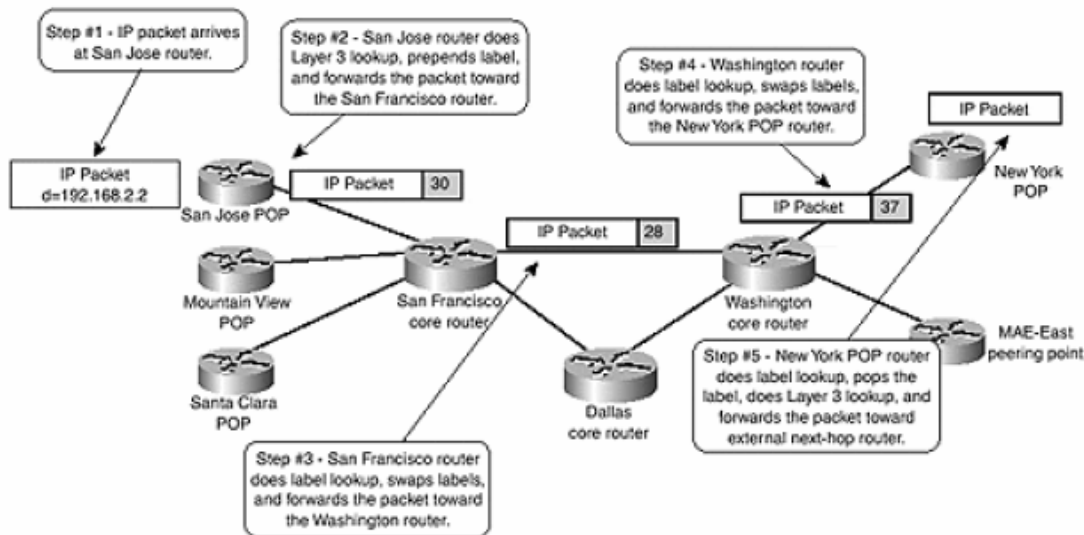 Step #1 - IP packet arrives
at San Jose router.
Step #2 - San Jose router does
Layer 3 lookup, prepends label,
and forwards the packet toward
the San Francisco router.
Step #4 - Washington router
does label lookup, swaps labels,
and forwards the packet toward
the New York POP router.
IP Packet
IP Packet
d=192.168.2.2
San Jose POP
IP Packet 30
New York
POP
IP Packet 37
IP Packet 28
Mountain View
POP
San Francisco
core router
Washington
core router
MAE-East
peering point
Santa Clara
POP
Dallas
core router
Step #5 - New York POP router
does label lookup, pops the
label, does Layer 3 lookup, and
forwards the packet toward
external next-hop router.
Step #3 - San Francisco router
does label lookup, swaps labels,
and forwards the packet toward
the Washington router.